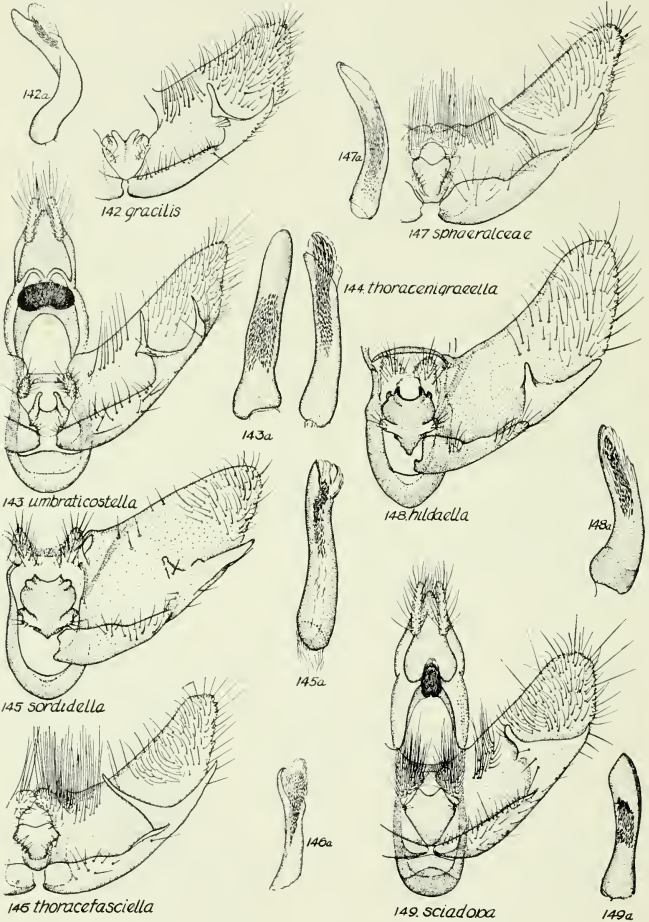 142a
142 gracilis
147a
147 sphaeralceae
144. thoracenigraeella
143a
143 umbraticostella
148. hildaella
148a
145 sordidella
145a
146 thoracefasciella
146a
149. sciadopa
149a